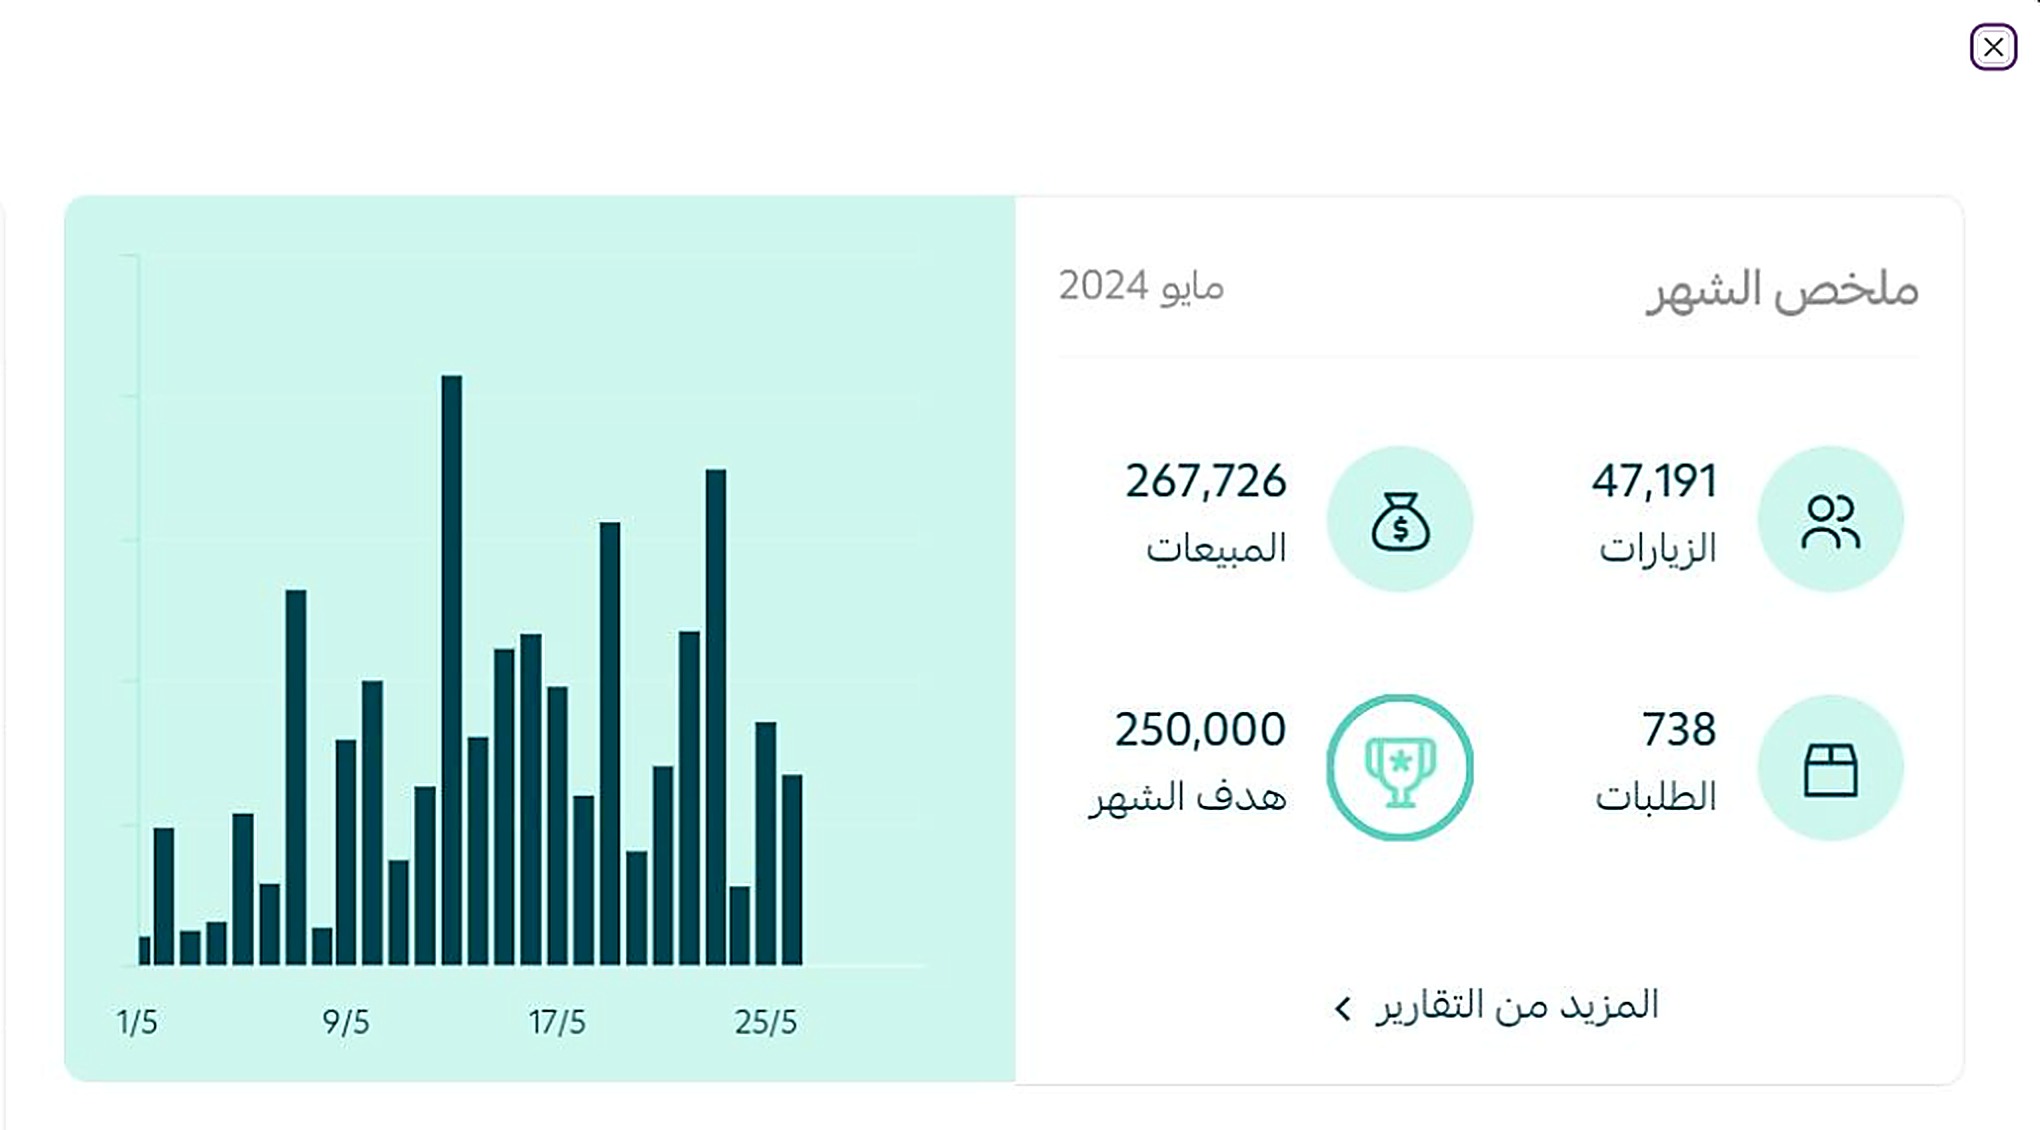 ملخص الشهر
مايو 2024
47,191
الزيارات
267,726
المبيعات
738
الطلبات
250,000
هدف الشهر
المزيد من التقارير
1/5 9/5 17/5 25/5